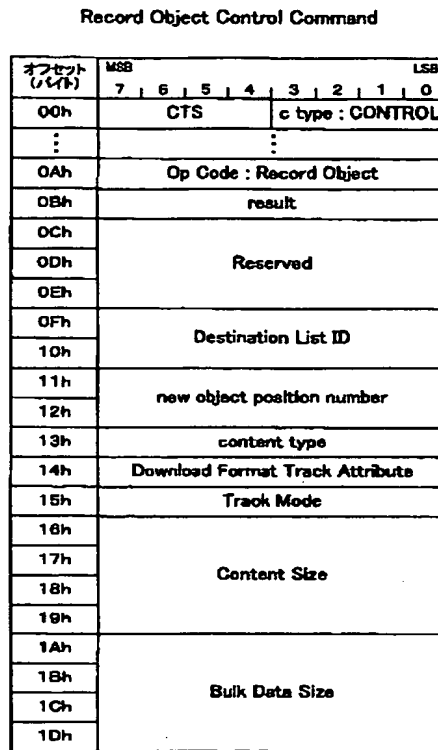 Record Object Control Command
オフセット
(バイト)
MSB LSB
7 6 5 4 3 2 1 0
00h CTS c type : CONTROL
⋮ ⋮
0Ah Op Code : Record Object
0Bh result
0Ch
0Dh Reserved
0Eh
0Fh
Destination List ID
10h
11h
new object position number
12h
13h content type
14h Download Format Track Attribute
15h Track Mode
16h
17h
Content Size
18h
19h
1Ah
1Bh
Bulk Data Size
1Ch
1Dh